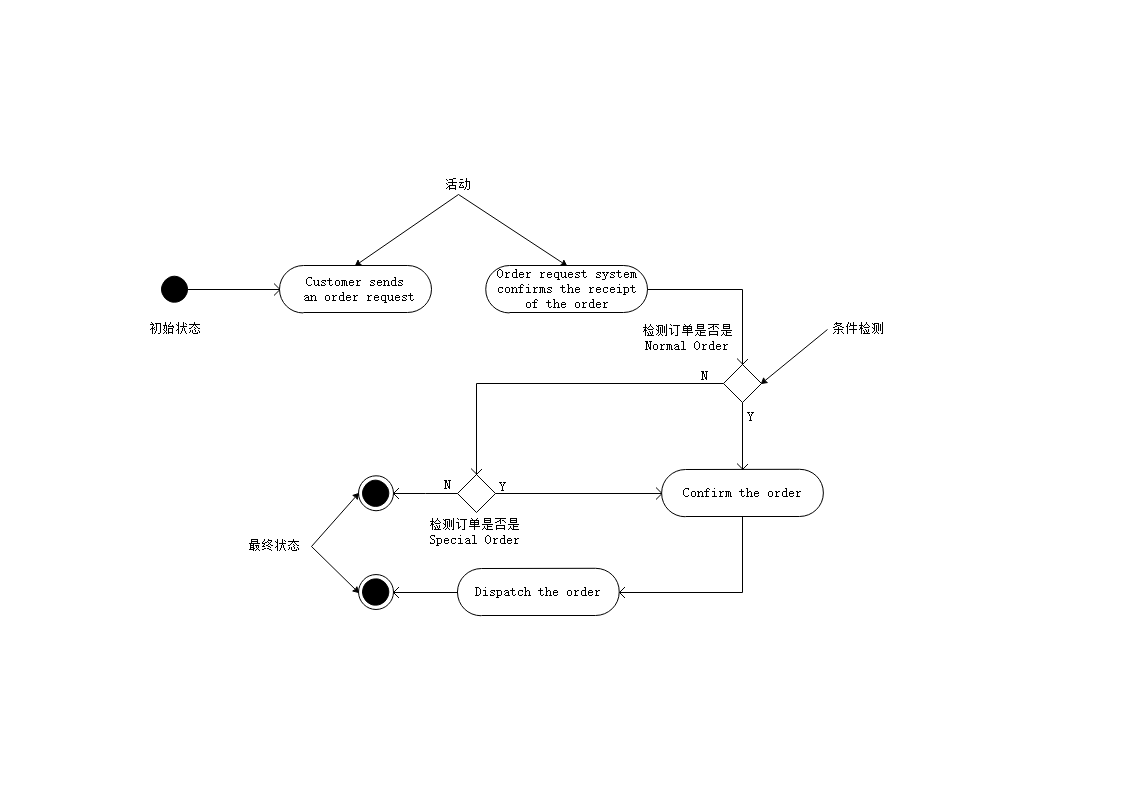 活动
Customer sends
an order request
Order request system
confirms the receipt
of the order
初始状态
检测订单是否是
Normal Order
条件检测
N
Y
N
Y
Confirm the order
检测订单是否是
Special Order
最终状态
Dispatch the order